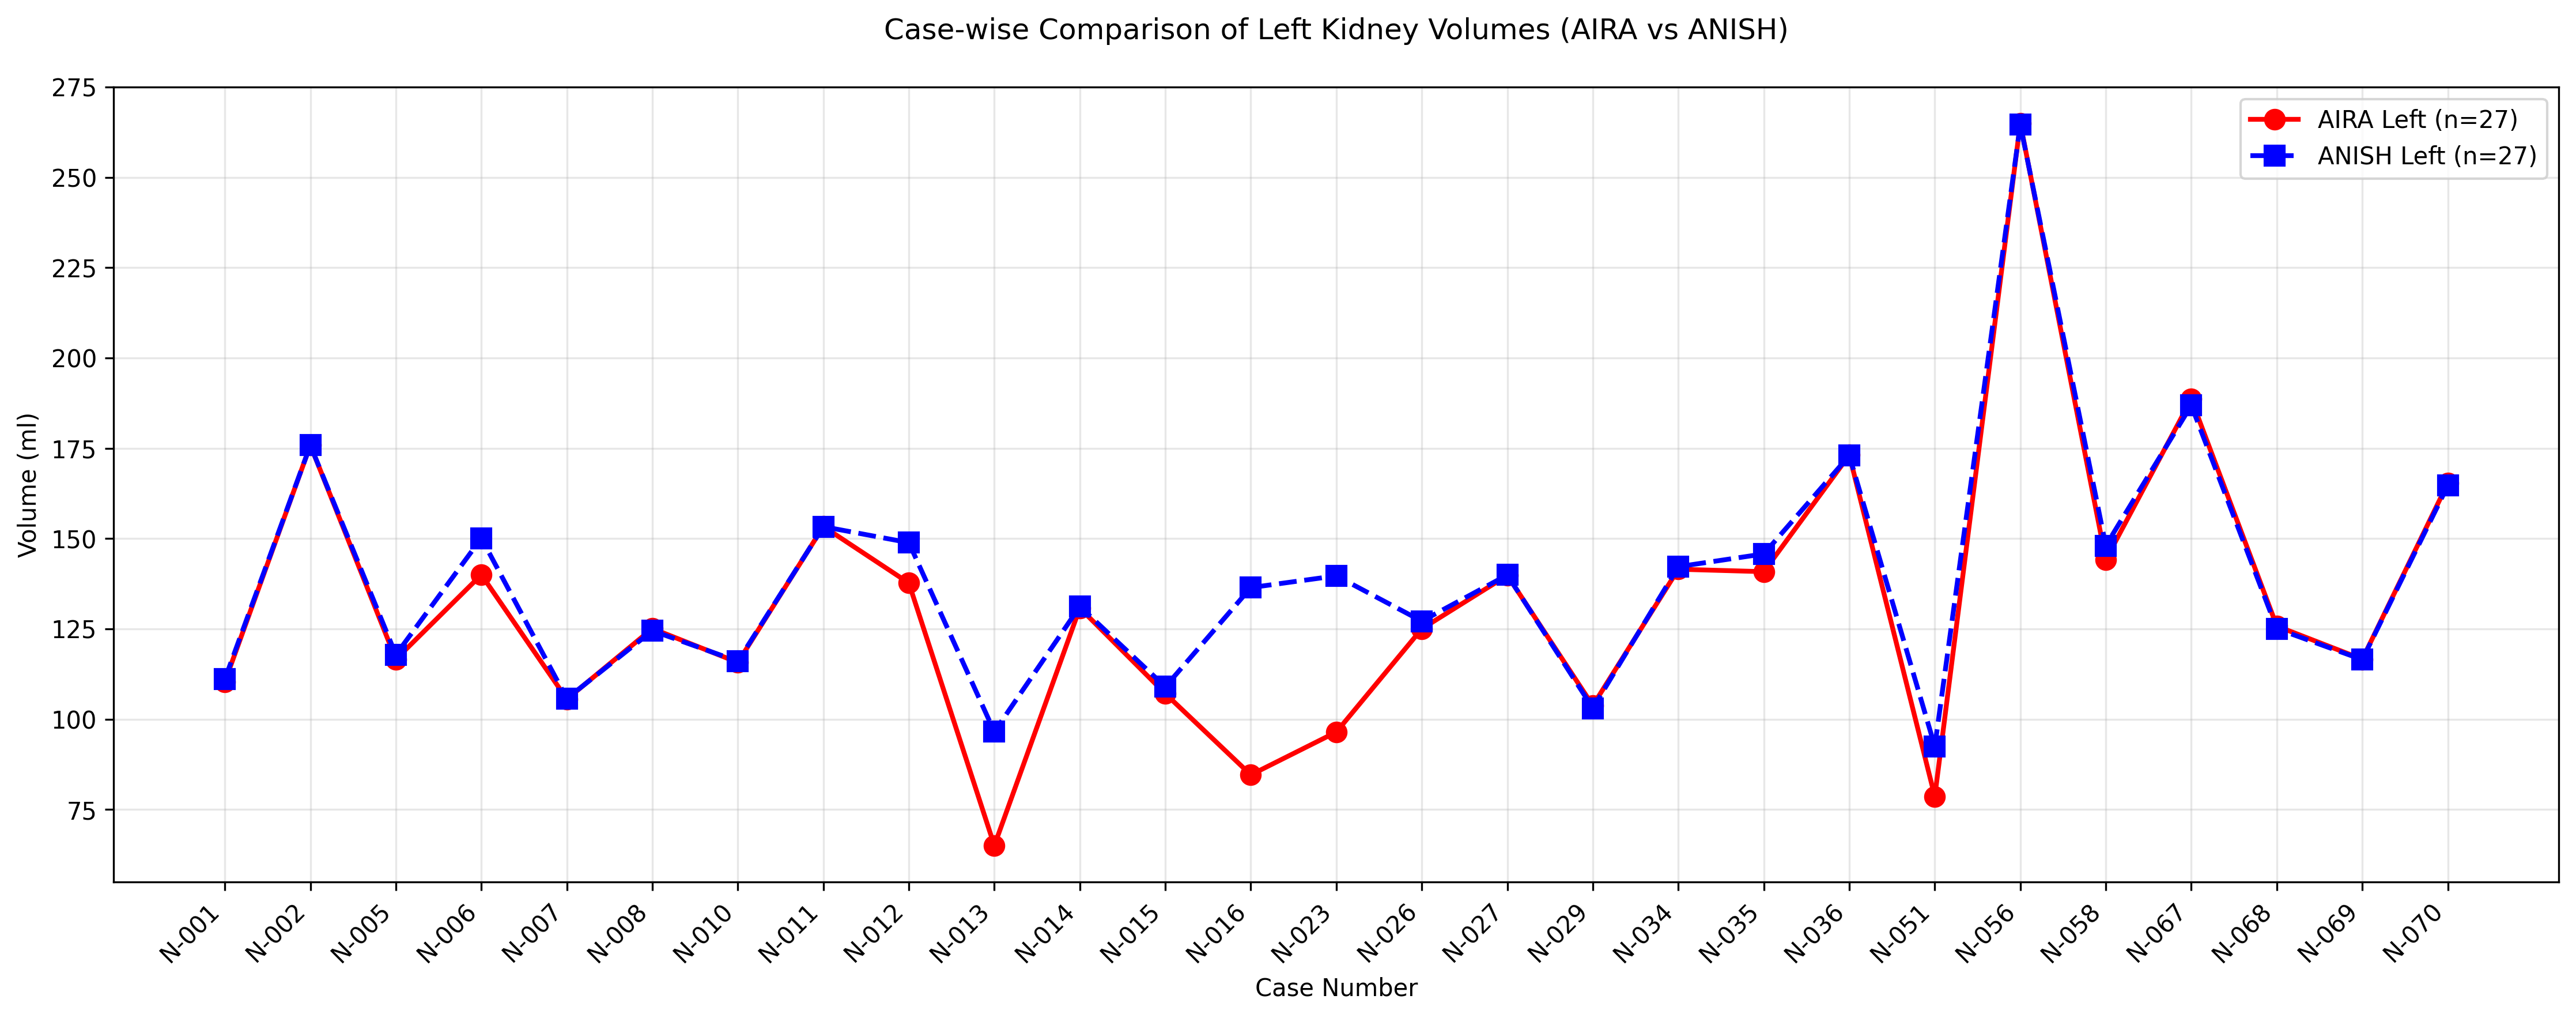 Case-wise Comparison of Left Kidney Volumes (AIRA vs ANISH)
275
250
225
200
175
150
125
100
75
Volume (ml)
AIRA Left (n=27)
ANISH Left (n=27)
N-001
N-002
N-005
N-006
N-007
N-008
N-010
N-011
N-012
N-013
N-014
N-015
N-016
N-023
N-026
N-027
N-029
N-034
N-035
N-036
N-051
N-056
N-058
N-067
N-068
N-069
N-070
Case Number